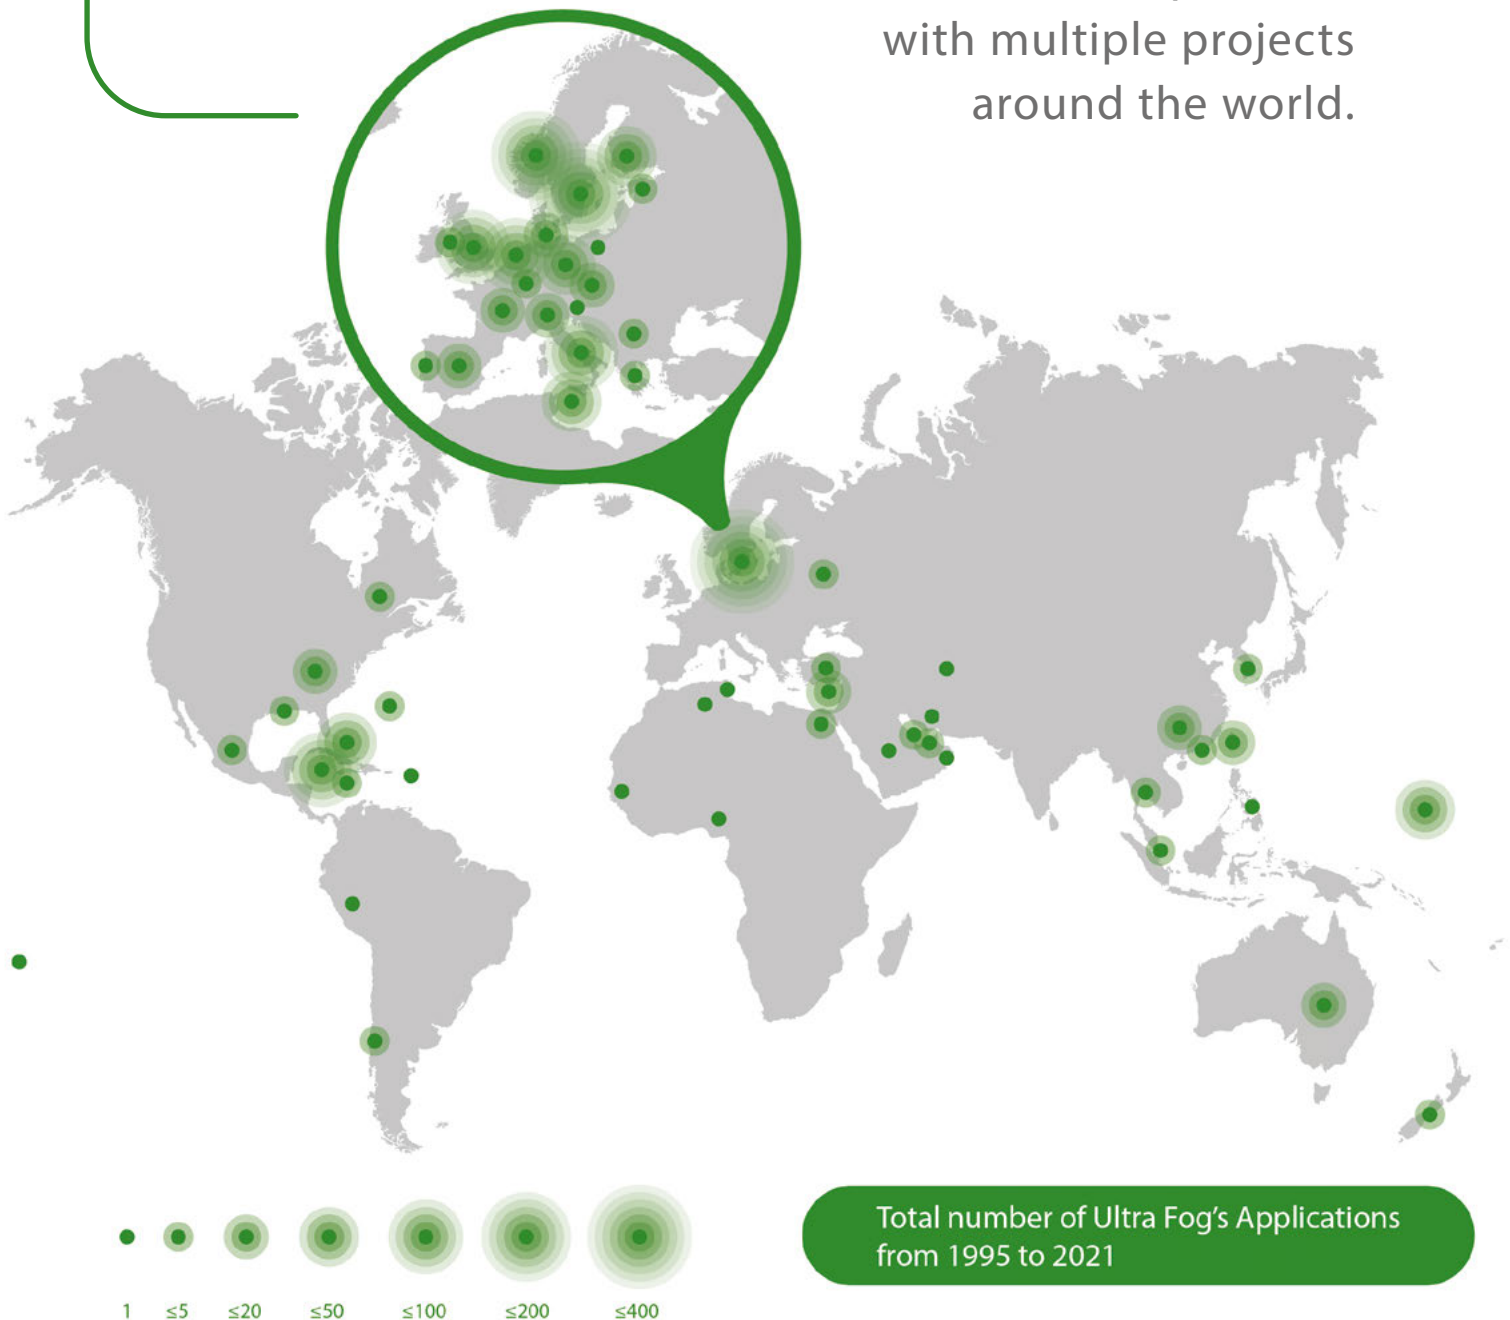 with multiple projects
around the world.
Total number of Ultra Fog's Applications
from 1995 to 2021
1 ≤5 ≤20 ≤50 ≤100 ≤200 ≤400